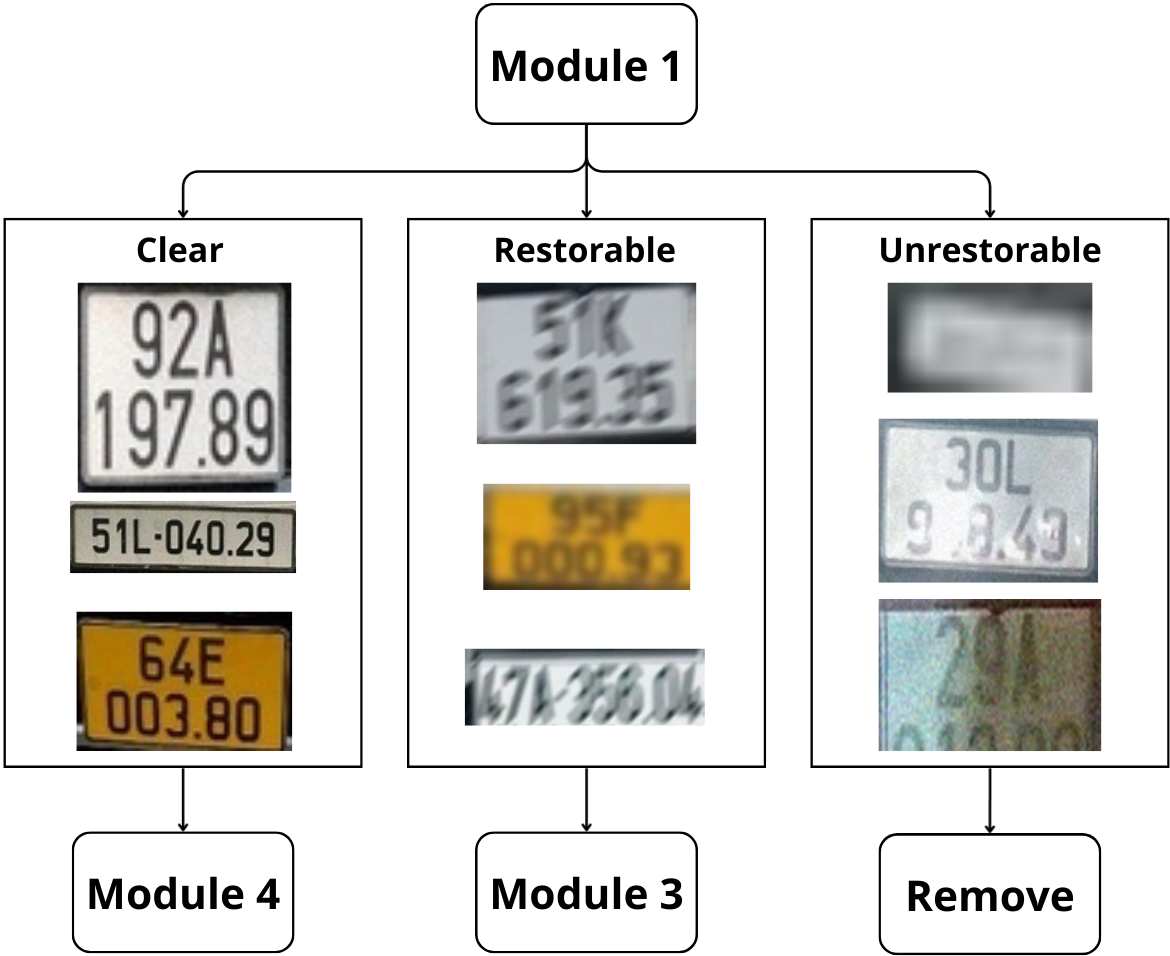 Module 1
Clear
92A
197.89
51L-040.29
64E
003.80
Module 4
Restorable
51K
619.35
95F
000.93
47A-356.04
Module 3
Unrestorable
30L
29A
Remove